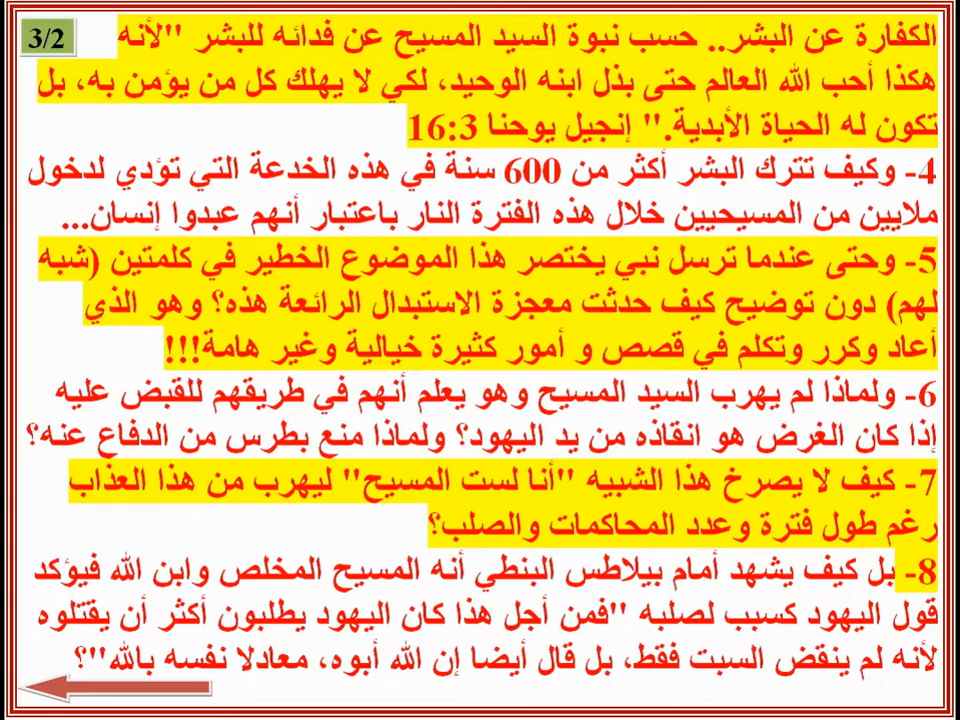 3/2
الكفارة عن البشر.. حسب نبوة السيد المسيح عن فدائه للبشر "لأنه
هكذا أحب الله العالم حتى بذل ابنه الوحيد، لكي لا يهلك كل من يؤمن به، بل
تكون له الحياة الأبدية." إنجيل يوحنا 16:3
4- وكيف تترك البشر أكثر من 600 سنة في هذه الخدعة التي تؤدي لدخول
ملايين من المسيحيين خلال هذه الفترة النار باعتبار أنهم عبدوا إنسان...
5- وحتى عندما ترسل نبي يختصر هذا الموضوع الخطير في كلمتين (شبه
لهم) دون توضيح كيف حدثت معجزة الاستبدال الرائعة هذه؟ وهو الذي
أعاد وكرر وتكلم في قصص و أمور كثيرة خيالية وغير هامة!!!
6- ولماذا لم يهرب السيد المسيح وهو يعلم أنهم في طريقهم للقبض عليه
إذا كان الغرض هو انقاذه من يد اليهود؟ ولماذا منع بطرس من الدفاع عنه؟
7- كيف لا يصرخ هذا الشبيه "أنا لست المسيح" ليهرب من هذا العذاب
رغم طول فترة وعدد المحاكمات والصلب؟
8- بل كيف يشهد أمام بيلاطس البنطي أنه المسيح المخلص وابن الله فيؤكد
قول اليهود كسبب لصلبه "فمن أجل هذا كان اليهود يطلبون أكثر أن يقتلوه
لأنه لم ينقض السبت فقط، بل قال أيضا إن الله أبوه، معادلا نفسه بالله"؟